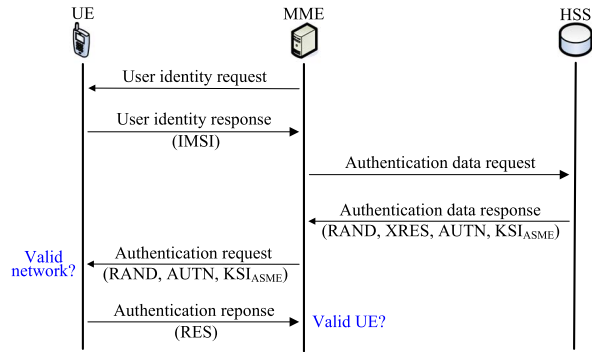 UE
MME
HSS
User identity request
User identity response
(IMSI)
Authentication data request
Authentication data response
(RAND, XRES, AUTN, KSIASME)
Valid
network?
Authentication request
(RAND, AUTN, KSIASME)
Authentication reponse
(RES)
Valid UE?